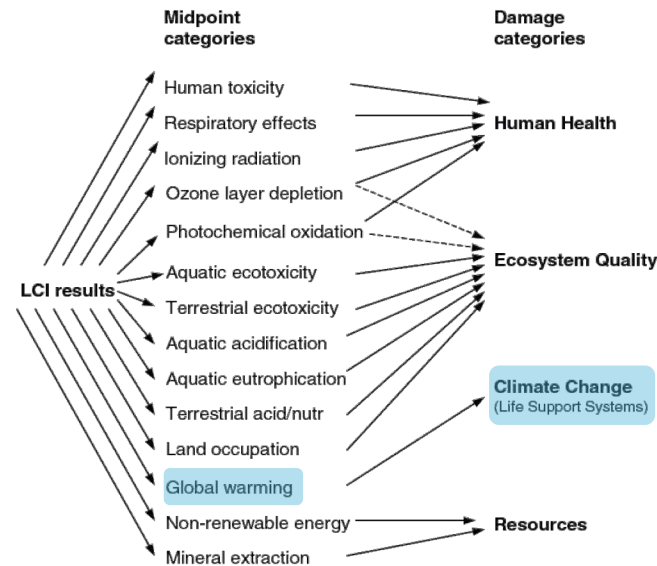 Midpoint
categories
Damage
categories
Human toxicity
Respiratory effects
Human Health
Ionizing radiation
Ozone layer depletion
Photochemical oxidation
Ecosystem Quality
Aquatic ecotoxicity
LCI results
Terrestrial ecotoxicity
Aquatic acidification
Aquatic eutrophication
Climate Change
(Life Support Systems)
Terrestrial acid/nutr
Land occupation
Global warming
Non-renewable energy
Resources
Mineral extraction